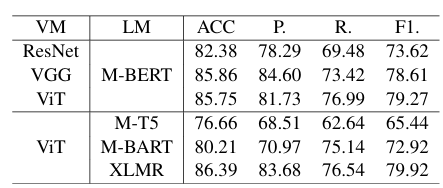 VM LM ACC P. R. F1.
ResNet 82.38 78.29 69.48 73.62
VGG M-BERT 85.86 84.60 73.42 78.61
ViT 85.75 81.73 76.99 79.27
M-T5 76.66 68.51 62.64 65.44
ViT M-BART 80.21 70.97 75.14 72.92
XLMR 86.39 83.68 76.54 79.92